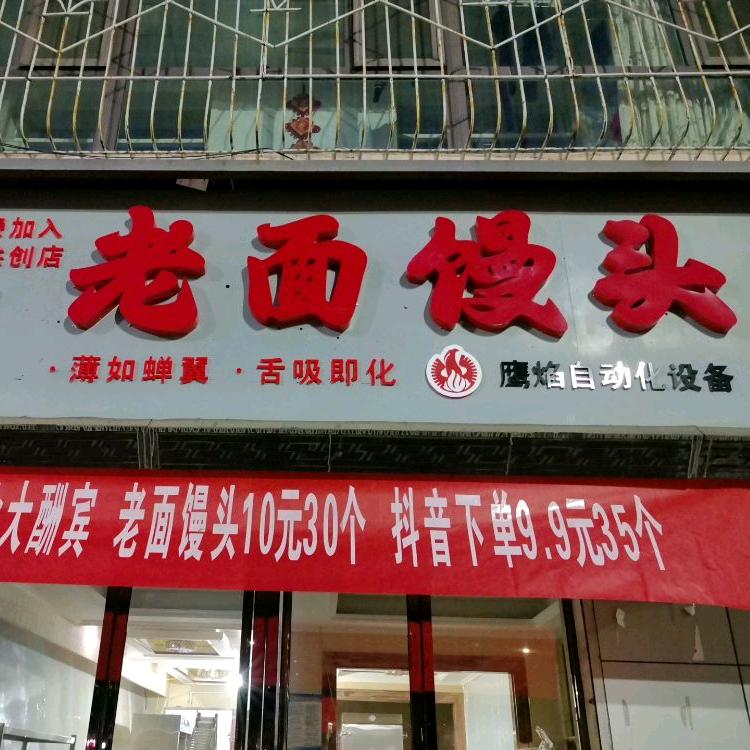 加入
创店
老面馒头
·薄如蝉翼 ·舌吸即化 鹰焰自动化设备
大酬宾 老面馒头10元30个 抖音下单9.9元35个